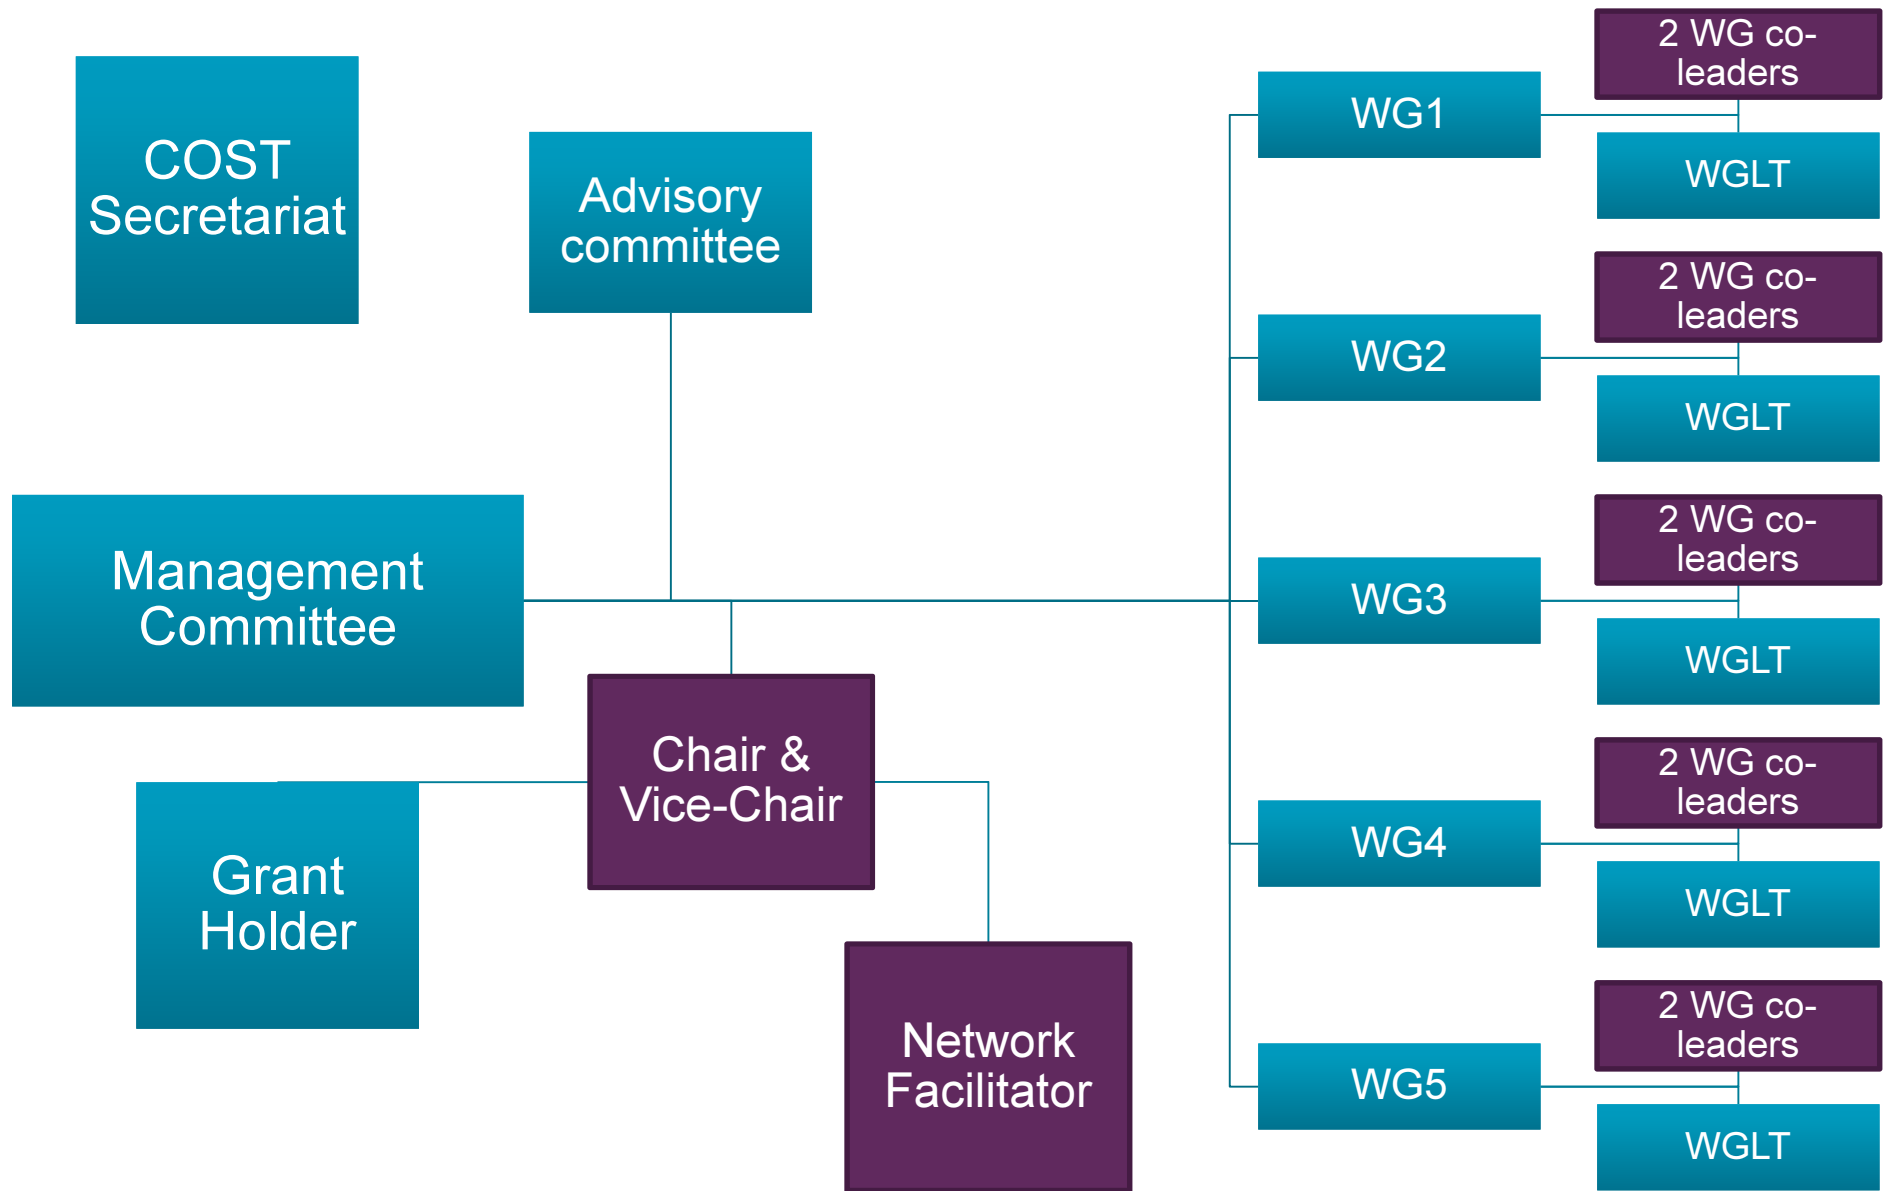 COST
Secretariat
Advisory
committee
Management
Committee
Chair &
Vice-Chair
Grant
Holder
Network
Facilitator
WG1
2 WG co-
leaders
WGLT
WG2
2 WG co-
leaders
WGLT
WG3
2 WG co-
leaders
WGLT
WG4
2 WG co-
leaders
WGLT
WG5
2 WG co-
leaders
WGLT